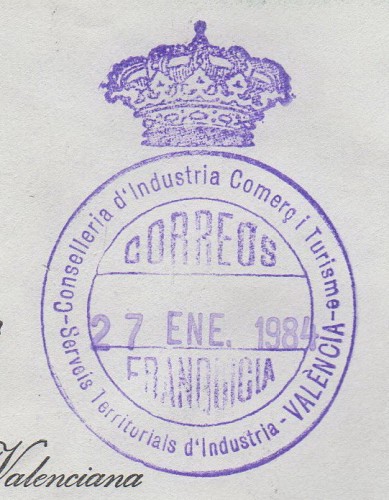 Conselleria d'Industria Comerç i Turisme
CORREOS
27 ENE. 1984
FRANQUICIA
Serveis Territorials d'Industria - VALÈNCIA
Valenciana